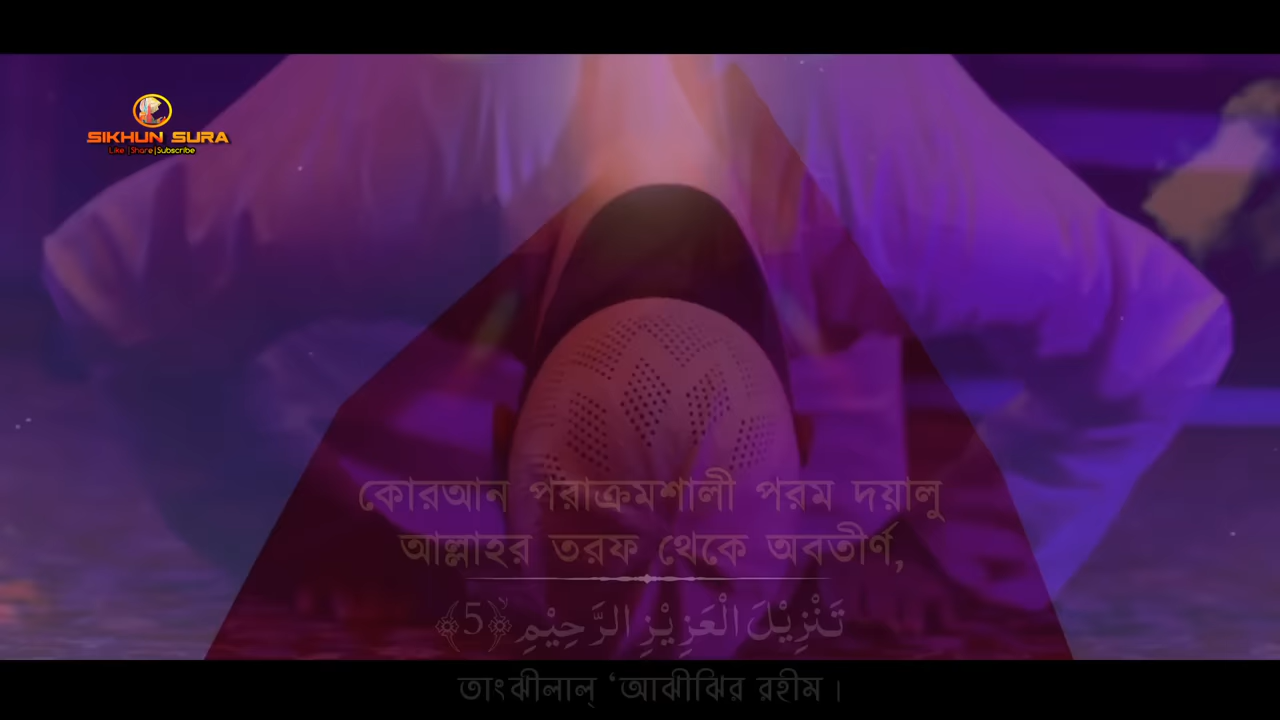 SIKHUN SURA
Like |Share|Subscribe
কোরআন পরাক্রমশালী পরম দয়ালু
আল্লাহর তরফ থেকে অবতীর্ণ,
تَنْزِيْلَ الْعَزِيْزِ الرَّحِيْمِۙ ﴿5﴾
তাংঝীলাল্ ‘আঝীঝির রহীম।